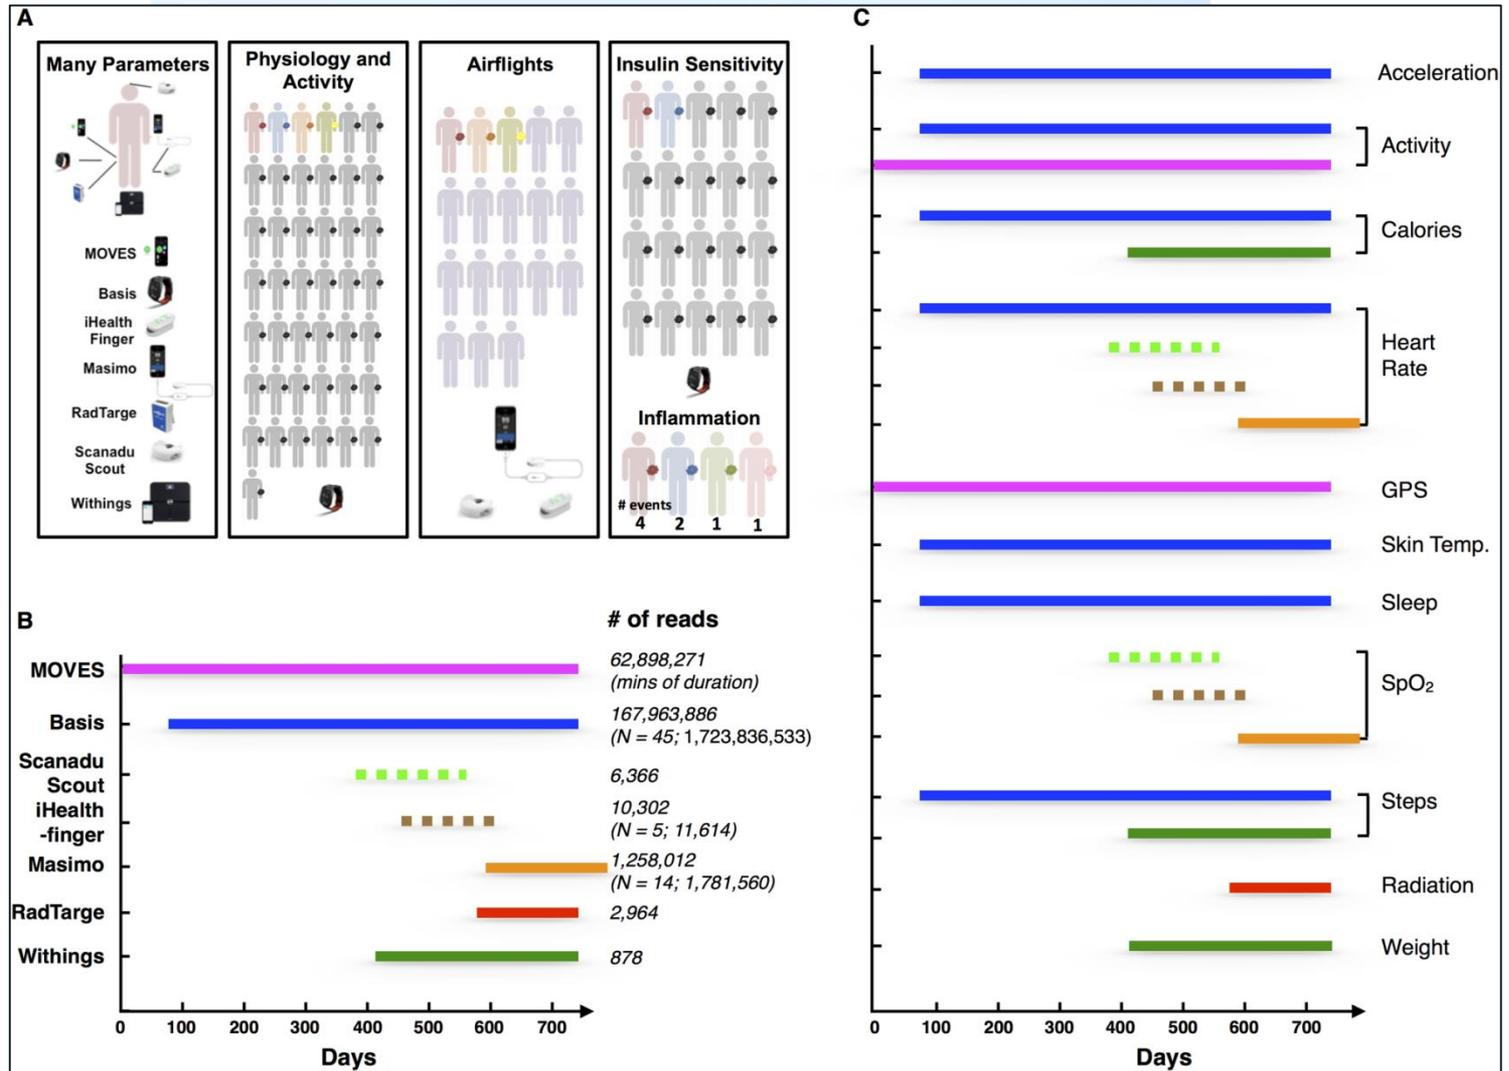 A
Many Parameters
MOVES
Basis
iHealth
Finger
Masimo
RadTarge
Scanadu
Scout
Withings
Physiology and
Activity
Airflights
Insulin Sensitivity
Inflammation
# events
4 2 1 1
B
# of reads
MOVES
62,898,271
(mins of duration)
Basis
167,963,886
(N = 45; 1,723,836,533)
Scanadu
Scout
6,366
iHealth
-finger
10,302
(N = 5; 11,614)
Masimo
1,258,012
(N = 14; 1,781,560)
RadTarge
2,964
Withings
878
0 100 200 300 400 500 600 700
Days
C
Acceleration
Activity
Calories
Heart
Rate
GPS
Skin Temp.
Sleep
SpO₂
Steps
Radiation
Weight
0 100 200 300 400 500 600 700
Days